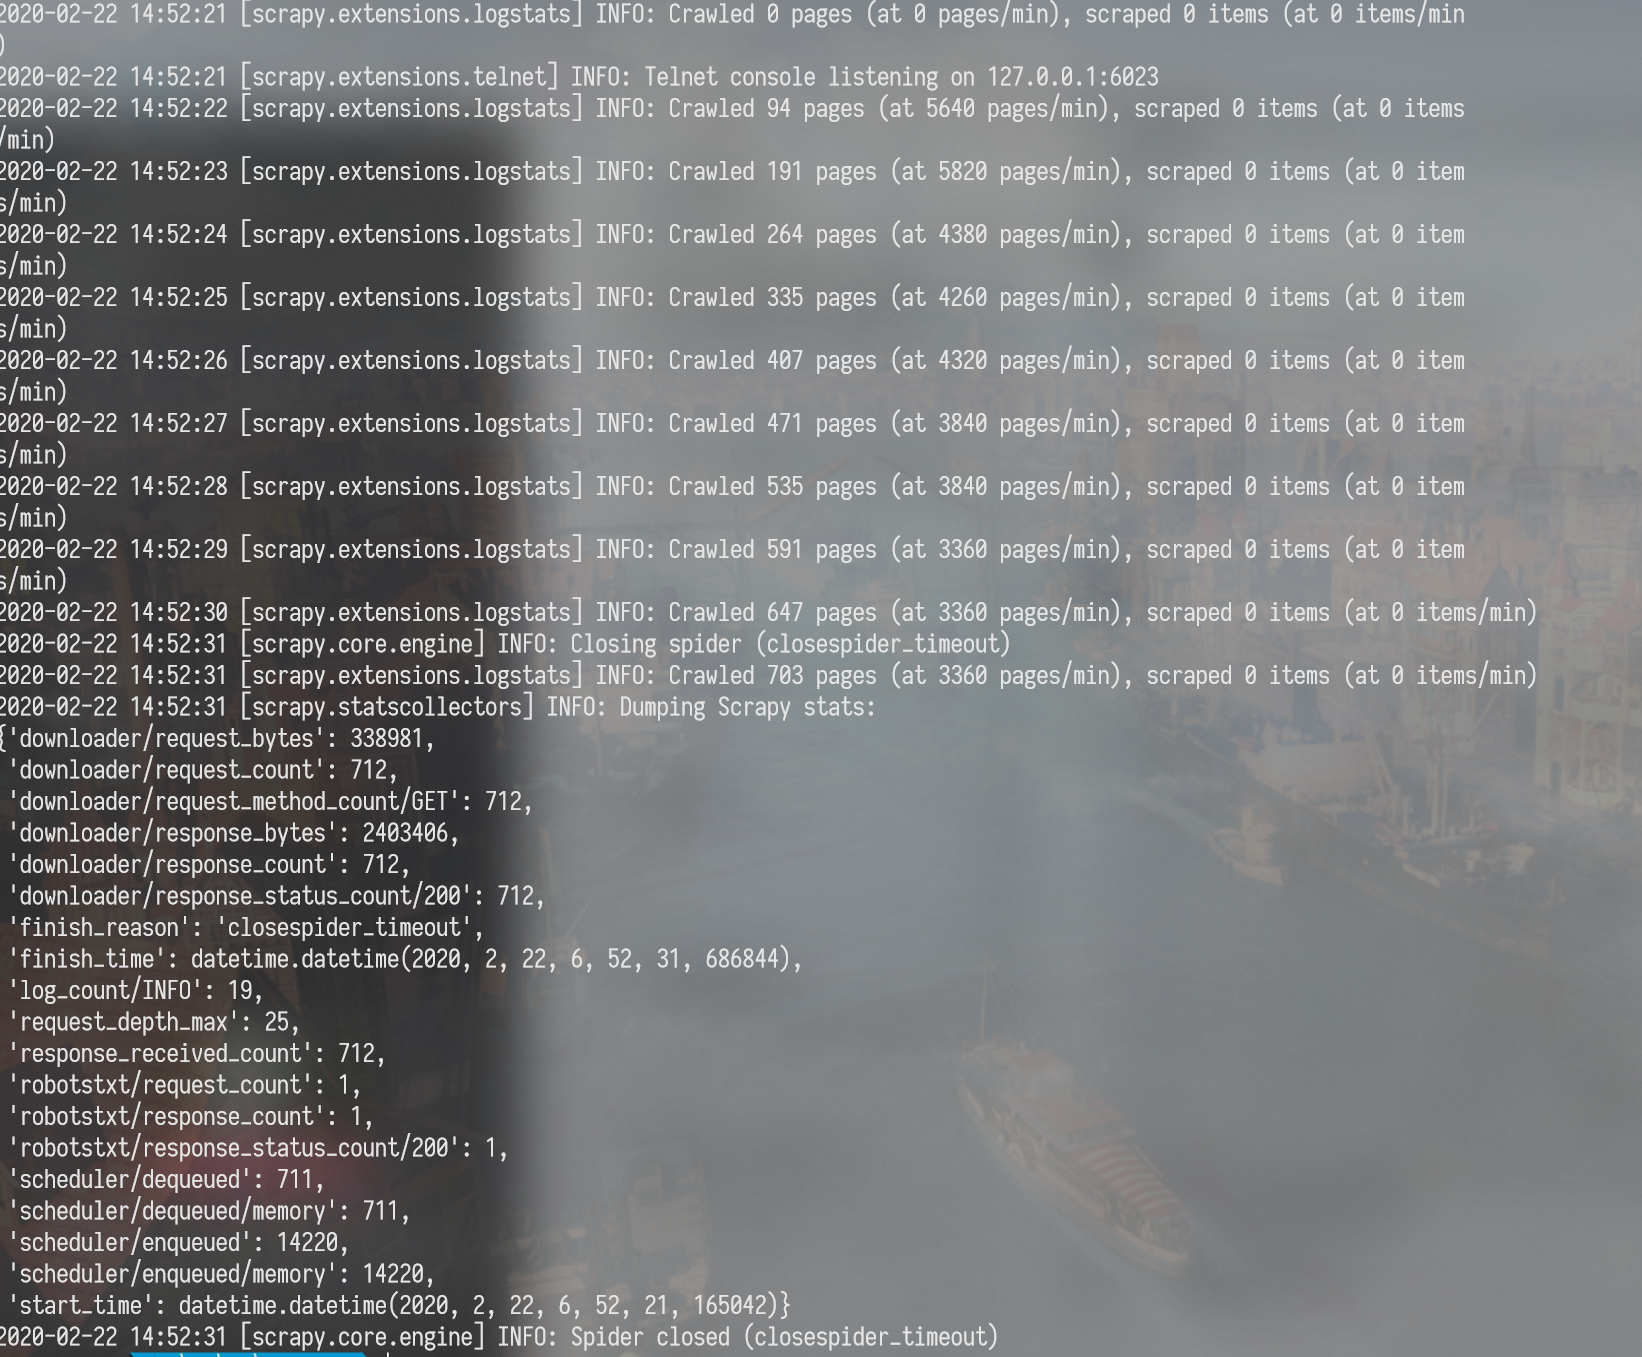 2020-02-22 14:52:21 [scrapy.extensions.logstats] INFO: Crawled 0 pages (at 0 pages/min), scraped 0 items (at 0 items/min
)
2020-02-22 14:52:21 [scrapy.extensions.telnet] INFO: Telnet console listening on 127.0.0.1:6023
2020-02-22 14:52:22 [scrapy.extensions.logstats] INFO: Crawled 94 pages (at 5640 pages/min), scraped 0 items (at 0 items
/min)
2020-02-22 14:52:23 [scrapy.extensions.logstats] INFO: Crawled 191 pages (at 5820 pages/min), scraped 0 items (at 0 item
s/min)
2020-02-22 14:52:24 [scrapy.extensions.logstats] INFO: Crawled 264 pages (at 4380 pages/min), scraped 0 items (at 0 item
s/min)
2020-02-22 14:52:25 [scrapy.extensions.logstats] INFO: Crawled 335 pages (at 4260 pages/min), scraped 0 items (at 0 item
s/min)
2020-02-22 14:52:26 [scrapy.extensions.logstats] INFO: Crawled 407 pages (at 4320 pages/min), scraped 0 items (at 0 item
s/min)
2020-02-22 14:52:27 [scrapy.extensions.logstats] INFO: Crawled 471 pages (at 3840 pages/min), scraped 0 items (at 0 item
s/min)
2020-02-22 14:52:28 [scrapy.extensions.logstats] INFO: Crawled 535 pages (at 3840 pages/min), scraped 0 items (at 0 item
s/min)
2020-02-22 14:52:29 [scrapy.extensions.logstats] INFO: Crawled 591 pages (at 3360 pages/min), scraped 0 items (at 0 item
s/min)
2020-02-22 14:52:30 [scrapy.extensions.logstats] INFO: Crawled 647 pages (at 3360 pages/min), scraped 0 items (at 0 items/min)
2020-02-22 14:52:31 [scrapy.core.engine] INFO: Closing spider (closespider_timeout)
2020-02-22 14:52:31 [scrapy.extensions.logstats] INFO: Crawled 703 pages (at 3360 pages/min), scraped 0 items (at 0 items/min)
2020-02-22 14:52:31 [scrapy.statscollectors] INFO: Dumping Scrapy stats:
{'downloader/request_bytes': 338981,
'downloader/request_count': 712,
'downloader/request_method_count/GET': 712,
'downloader/response_bytes': 2403406,
'downloader/response_count': 712,
'downloader/response_status_count/200': 712,
'finish_reason': 'closespider_timeout',
'finish_time': datetime.datetime(2020, 2, 22, 6, 52, 31, 686844),
'log_count/INFO': 19,
'request_depth_max': 25,
'response_received_count': 712,
'robotstxt/request_count': 1,
'robotstxt/response_count': 1,
'robotstxt/response_status_count/200': 1,
'scheduler/dequeued': 711,
'scheduler/dequeued/memory': 711,
'scheduler/enqueued': 14220,
'scheduler/enqueued/memory': 14220,
'start_time': datetime.datetime(2020, 2, 22, 6, 52, 21, 165042)}
2020-02-22 14:52:31 [scrapy.core.engine] INFO: Spider closed (closespider_timeout)